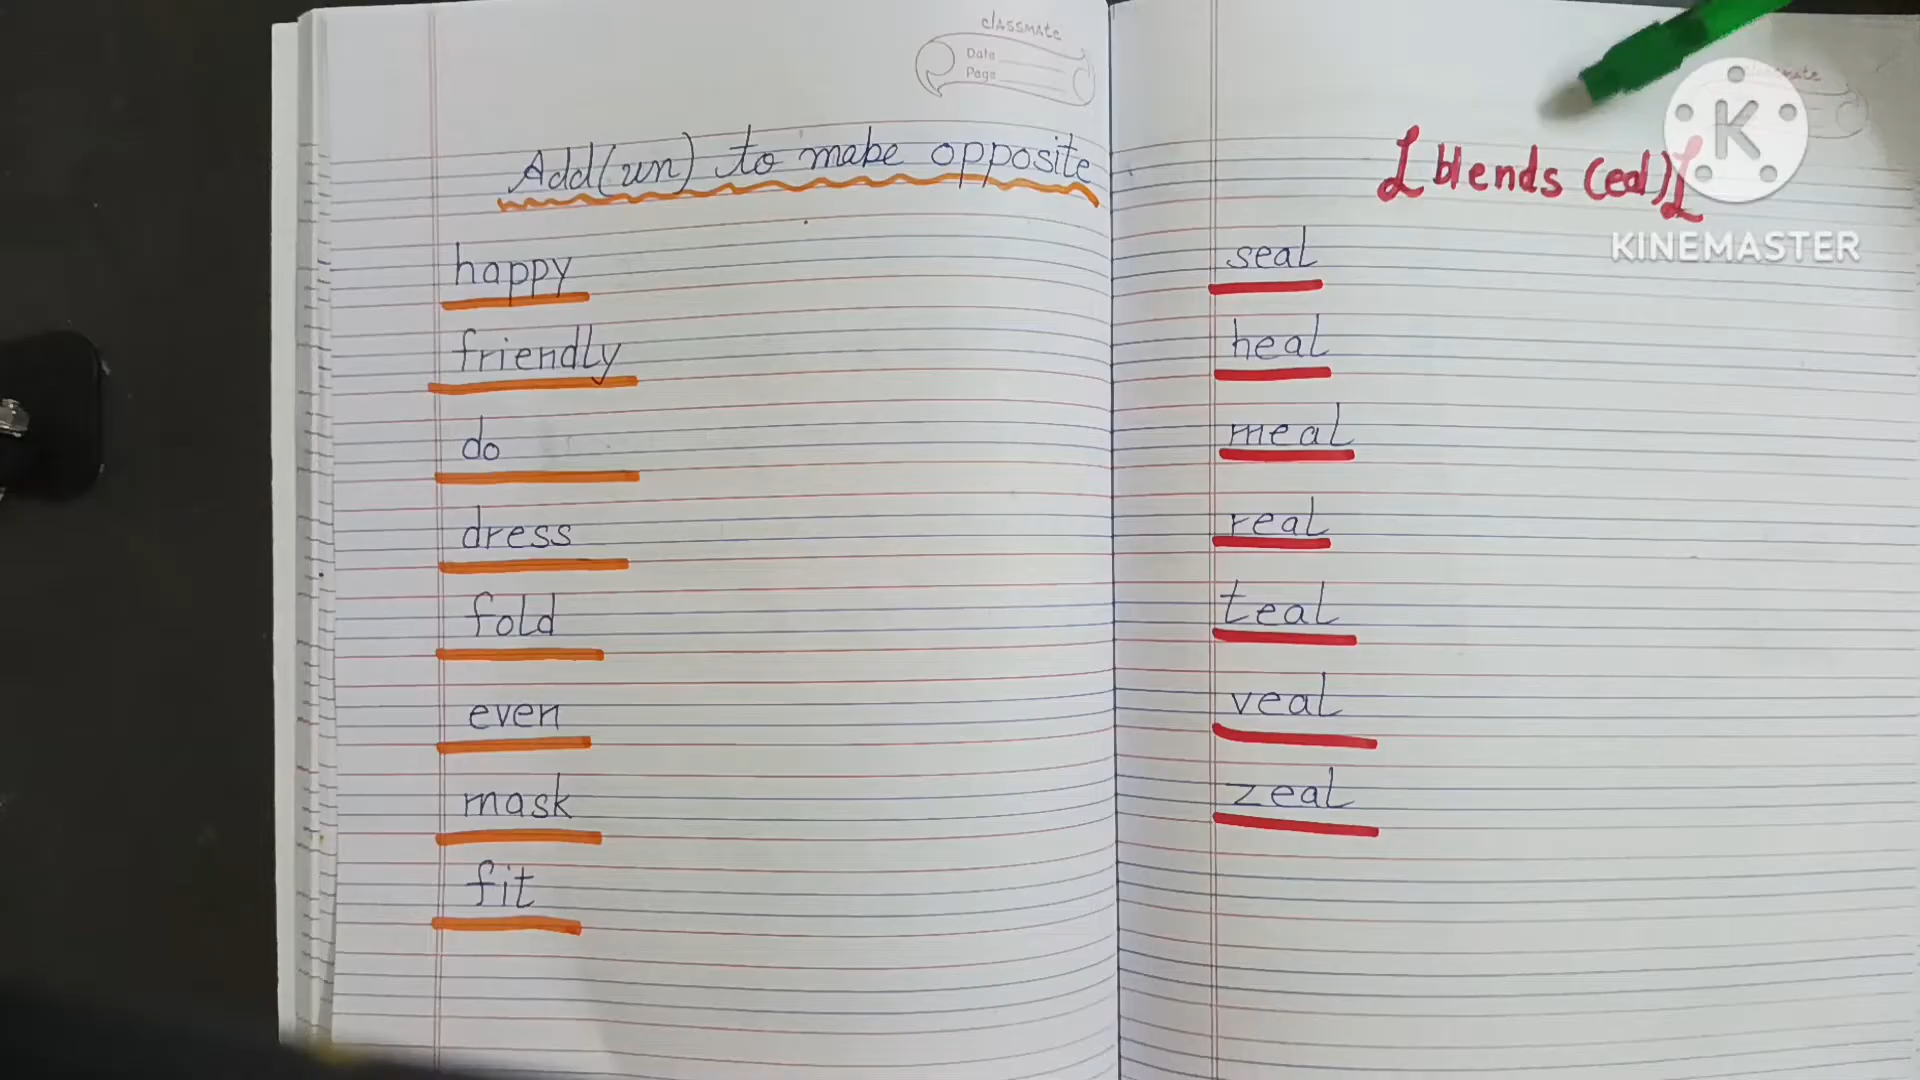 classmate
Date
Page
Add(un) to make opposite
happy
friendly
do
dress
fold
even
mask
fit
blends (eal)
seal
heal
meal
real
teal
veal
zeal
K
KINEMASTER